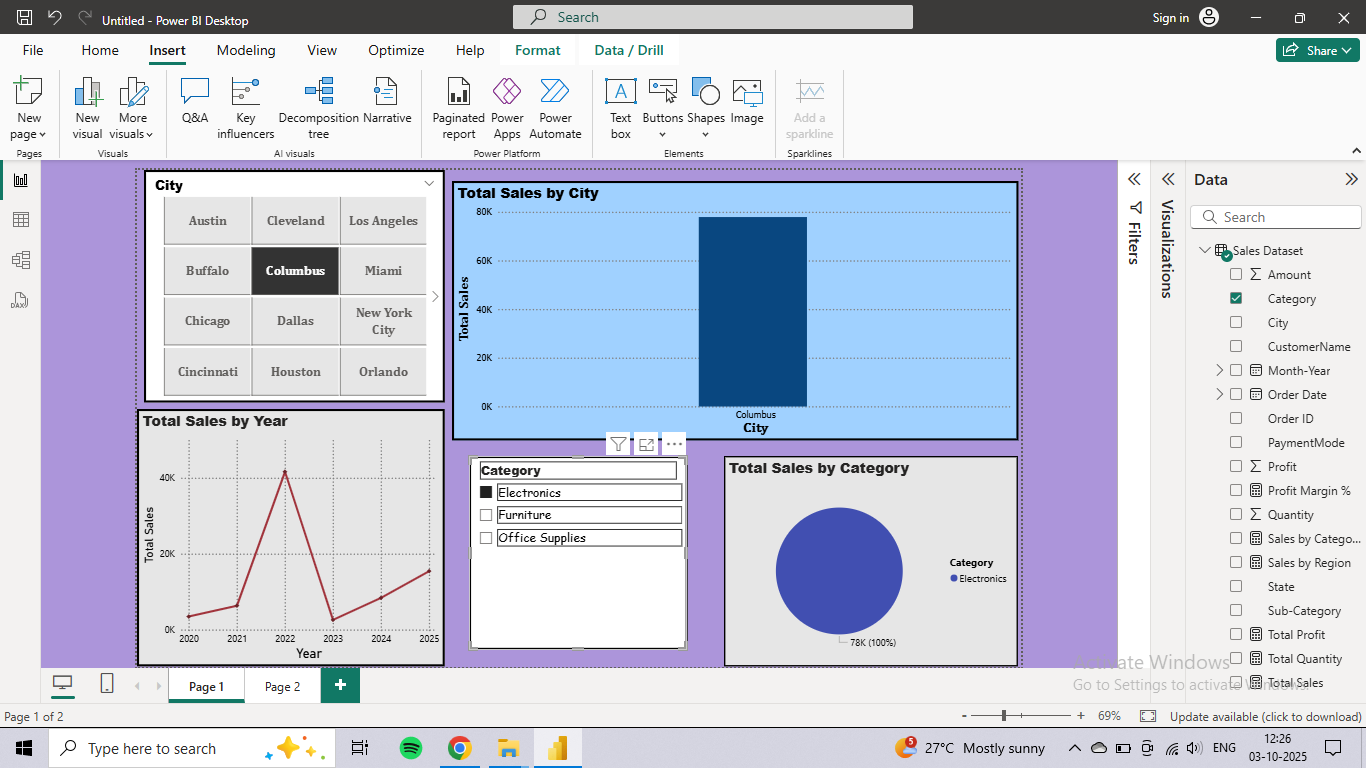 Untitled - Power BI Desktop
Search
Sign in
File Home Insert Modeling View Optimize Help Format Data / Drill
Share
New page
New visual
More visuals
Q&A
Key influencers
Decomposition tree
Narrative
Paginated report
Power Apps
Power Automate
Text box
Buttons
Shapes
Image
Add a sparkline
Pages
Visuals
AI visuals
Power Platform
Elements
Sparklines
City
Austin Cleveland Los Angeles
Buffalo Columbus Miami
Chicago Dallas New York City
Cincinnati Houston Orlando
Total Sales by City
80K
60K
40K
20K
0K
Total Sales
Columbus
City
Total Sales by Year
40K
20K
0K
Total Sales
2020 2021 2022 2023 2024 2025
Year
Category
Electronics
Furniture
Office Supplies
Total Sales by Category
Category
Electronics
78K (100%)
Filters
Visualizations
Data
Search
Sales Dataset
Amount
Category
City
CustomerName
Month-Year
Order Date
Order ID
PaymentMode
Profit
Profit Margin %
Quantity
Sales by Catego...
Sales by Region
State
Sub-Category
Total Profit
Total Quantity
Total Sales
Activate Windows
Go to Settings to activate Windows.
DAX
Page 1 Page 2
Page 1 of 2
69%
Update available (click to download)
Type here to search
5
27°C Mostly sunny
ENG
12:26
03-10-2025